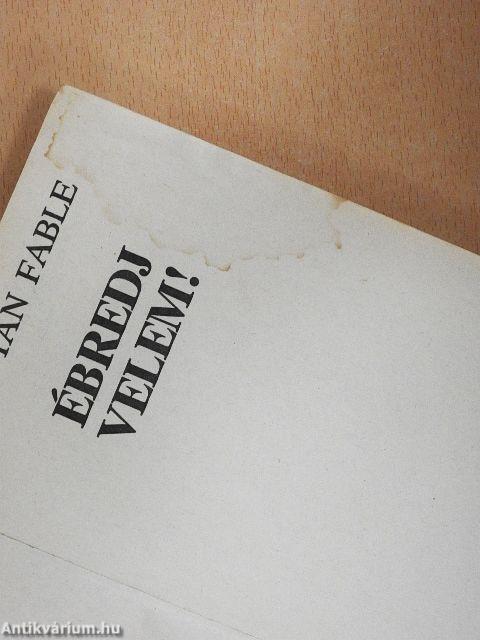 FABLE
ÉBREDJ
VELEM!
Antikvárium.hu